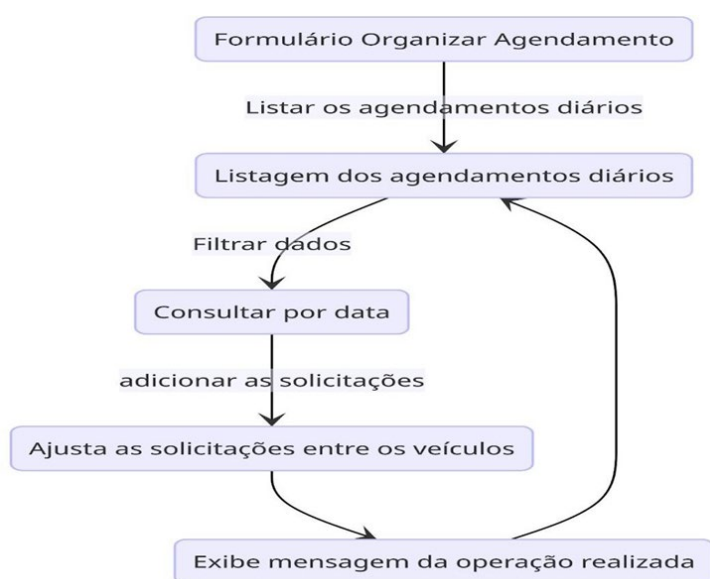 Formulário Organizar Agendamento
Listar os agendamentos diários
Listagem dos agendamentos diários
Filtrar dados
Consultar por data
adicionar as solicitações
Ajusta as solicitações entre os veículos
Exibe mensagem da operação realizada